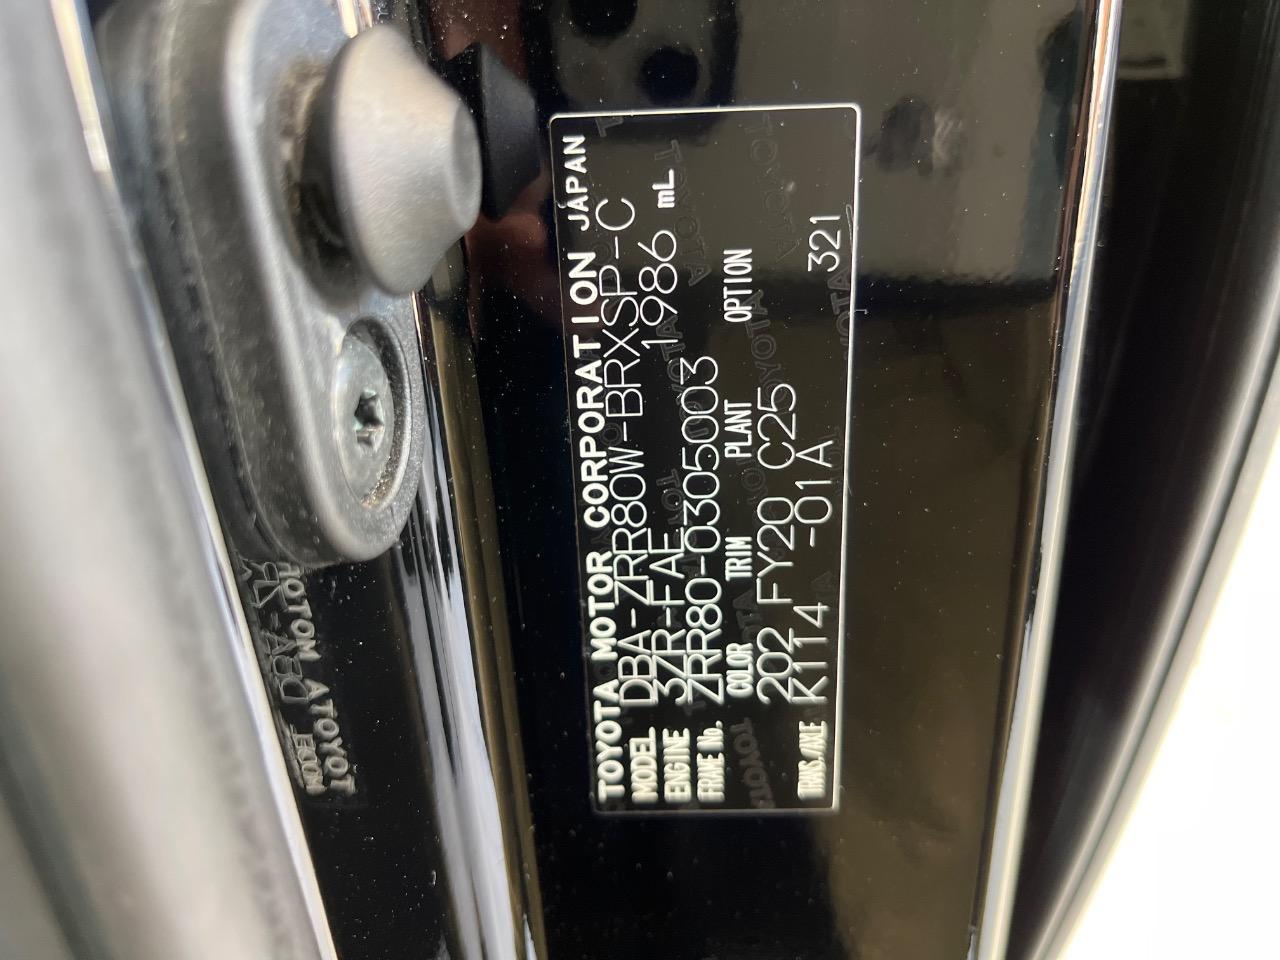 TOYOTA MOTOR CORPORATION JAPAN
MODEL DBA-ZRR80W-BRXSP-C
ENGINE 3ZR-FAE 1986 mL
FRAME No. ZRR80-0305003
COLOR TRIM PLANT OPTION
202 FY20 C25
TRANS./AXLE K114 -01A 321